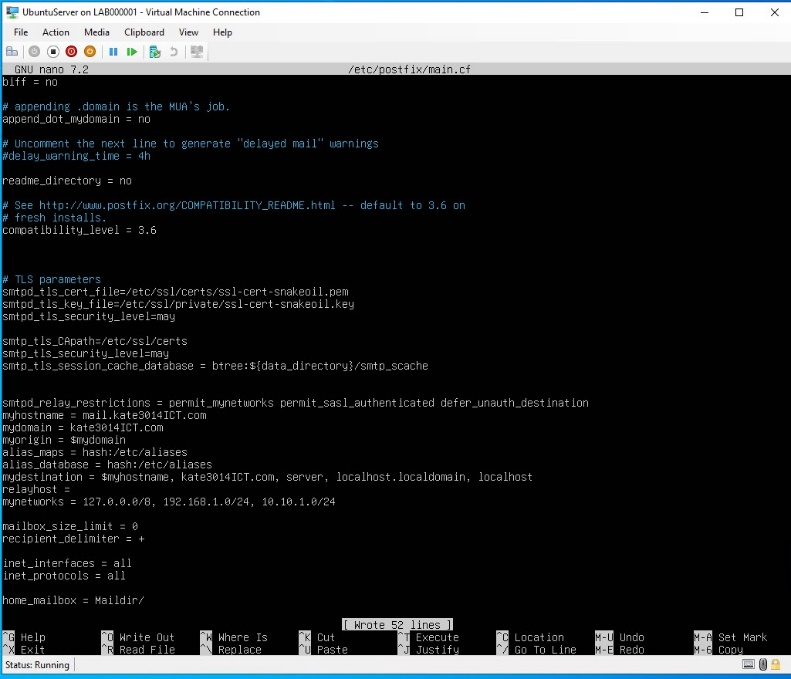 UbuntuServer on LAB000001 - Virtual Machine Connection
File Action Media Clipboard View Help
GNU nano 7.2 /etc/postfix/main.cf
biff = no
# appending .domain is the MUA's job.
append_dot_mydomain = no
# Uncomment the next line to generate "delayed mail" warnings
#delay_warning_time = 4h
readme_directory = no
# See http://www.postfix.org/COMPATIBILITY_README.html -- default to 3.6 on
# fresh installs.
compatibility_level = 3.6
# TLS parameters
smtpd_tls_cert_file=/etc/ssl/certs/ssl-cert-snakeoil.pem
smtpd_tls_key_file=/etc/ssl/private/ssl-cert-snakeoil.key
smtpd_tls_security_level=may
smtp_tls_CApath=/etc/ssl/certs
smtp_tls_security_level=may
smtp_tls_session_cache_database = btree:${data_directory}/smtp_scache
smtpd_relay_restrictions = permit_mynetworks permit_sasl_authenticated defer_unauth_destination
myhostname = mail.kate3014ICT.com
mydomain = kate3014ICT.com
myorigin = $mydomain
alias_maps = hash:/etc/aliases
alias_database = hash:/etc/aliases
mydestination = $myhostname, kate3014ICT.com, server, localhost.localdomain, localhost
relayhost =
mynetworks = 127.0.0.0/8, 192.168.1.0/24, 10.10.1.0/24
mailbox_size_limit = 0
recipient_delimiter = +
inet_interfaces = all
inet_protocols = all
home_mailbox = Maildir/
[ Wrote 52 lines ]
^G Help ^O Write Out ^W Where Is ^K Cut ^T Execute ^C Location M-U Undo M-A Set Mark
^X Exit ^R Read File ^\ Replace ^U Paste ^J Justify ^/ Go To Line M-E Redo M-6 Copy
Status: Running